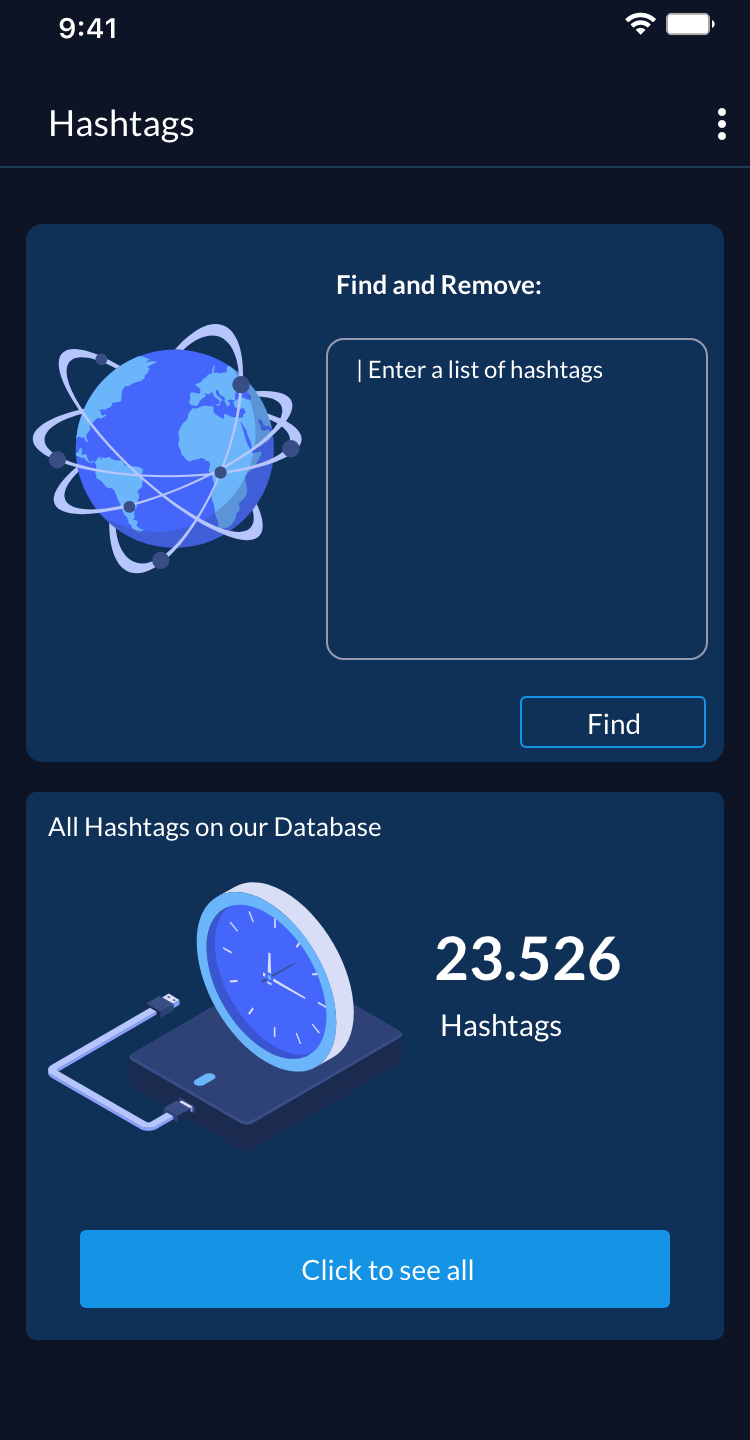 9:41
Hashtags
Find and Remove:
| Enter a list of hashtags
Find
All Hashtags on our Database
23.526
Hashtags
Click to see all